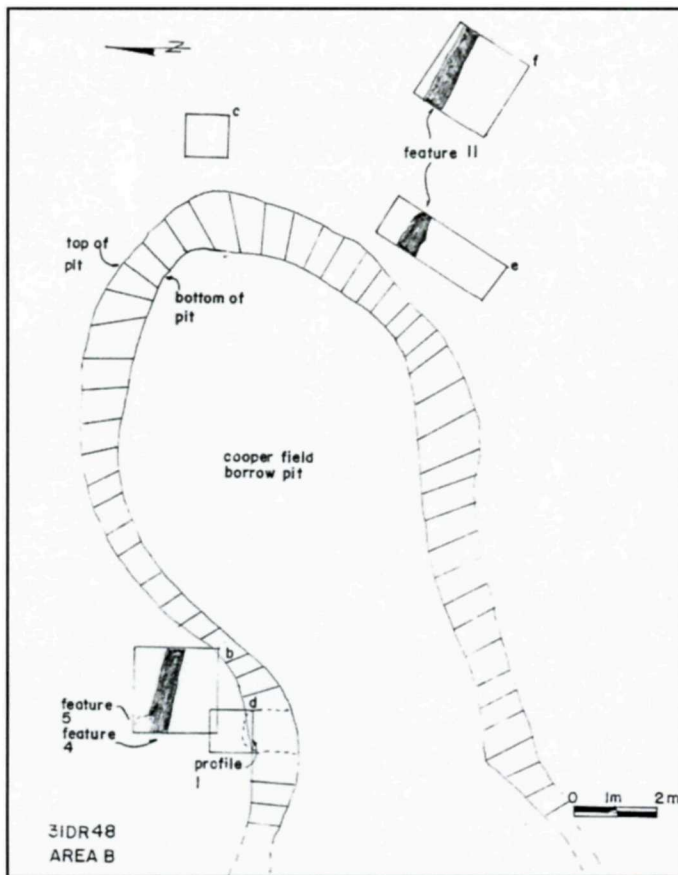 N
f
c
feature 11
top of
pit
bottom of
pit
e
cooper field
borrow pit
b
feature
5
feature
4
d
profile
1
0 1m 2m
31DR48
AREA B